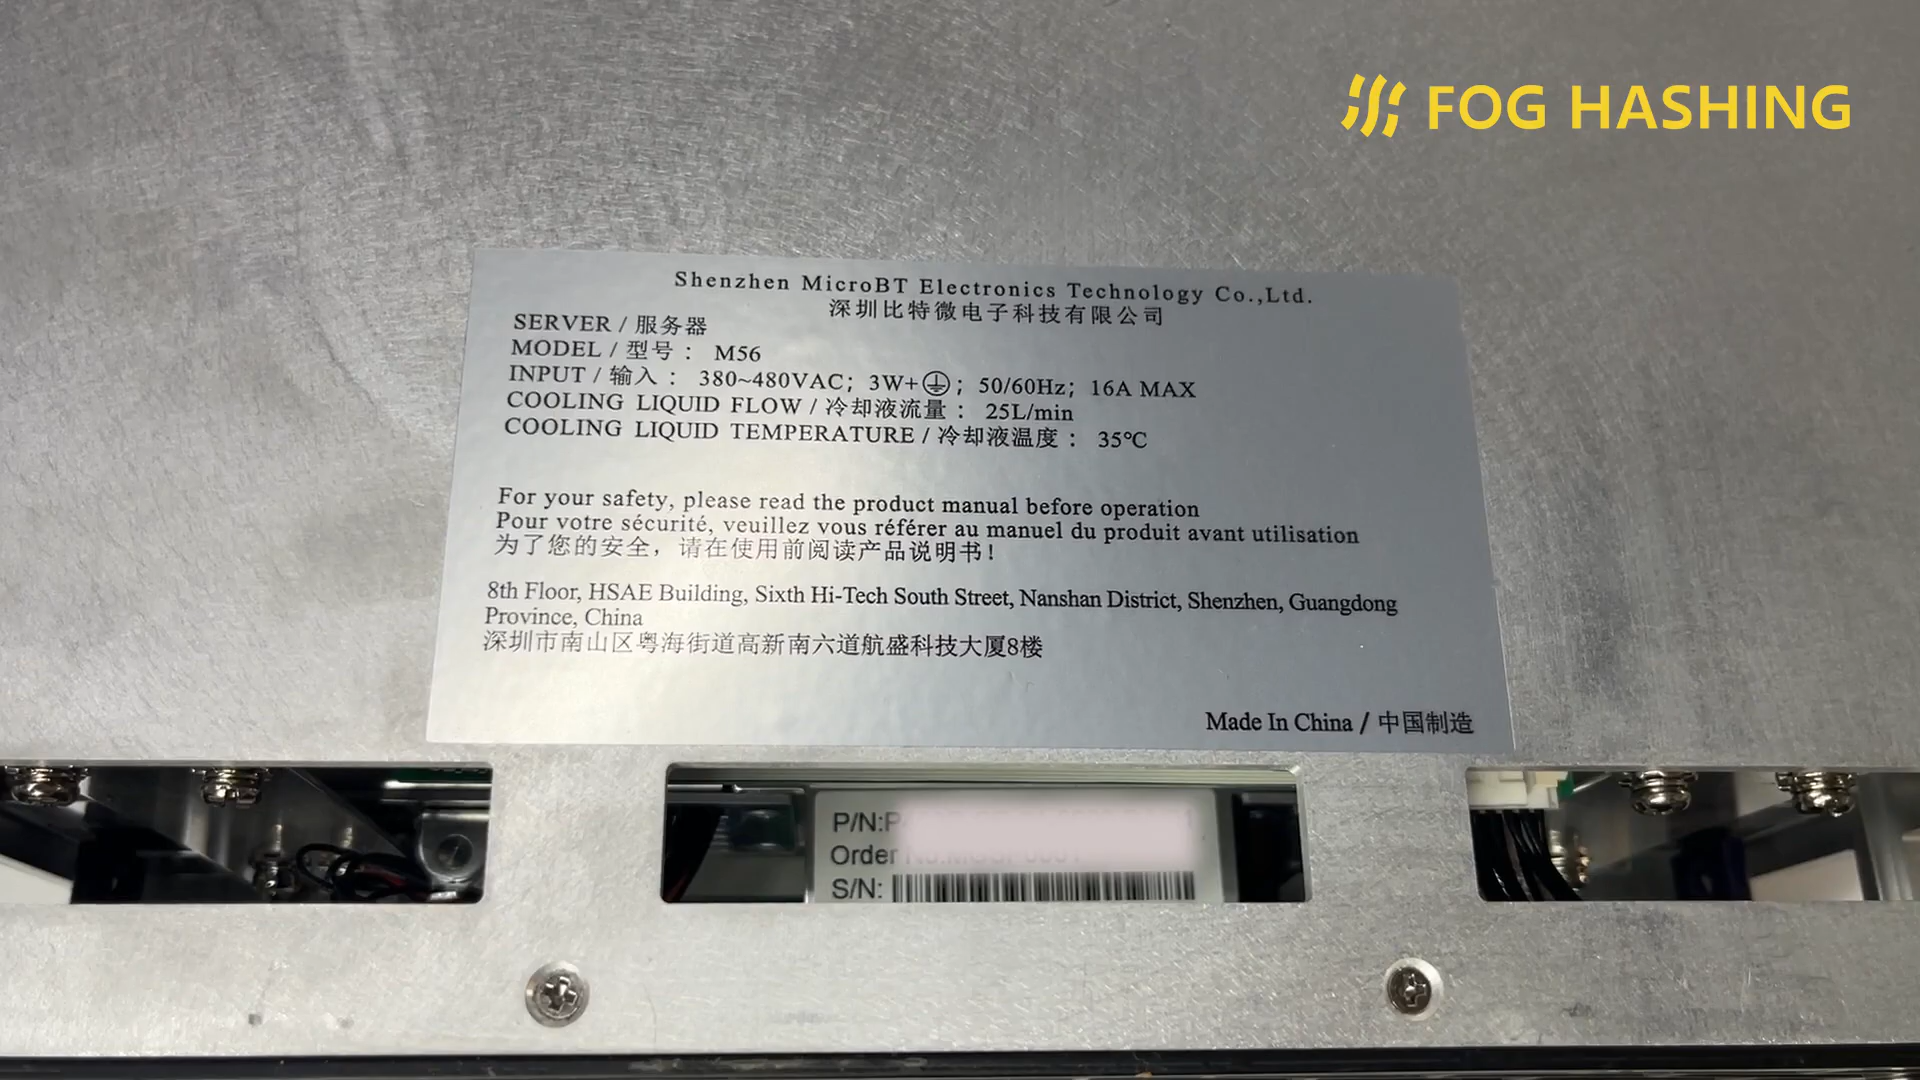 FOG HASHING
Shenzhen MicroBT Electronics Technology Co.,Ltd.
深圳比特微电子科技有限公司
SERVER / 服务器
MODEL / 型号： M56
INPUT / 输入： 380~480VAC; 3W+⏚; 50/60Hz; 16A MAX
COOLING LIQUID FLOW / 冷却液流量： 25L/min
COOLING LIQUID TEMPERATURE / 冷却液温度： 35℃
For your safety, please read the product manual before operation
Pour votre sécurité, veuillez vous référer au manuel du produit avant utilisation
为了您的安全，请在使用前阅读产品说明书！
8th Floor, HSAE Building, Sixth Hi-Tech South Street, Nanshan District, Shenzhen, Guangdong
Province, China
深圳市南山区粤海街道高新南六道航盛科技大厦8楼
Made In China / 中国制造
P/N:P
Order
S/N: